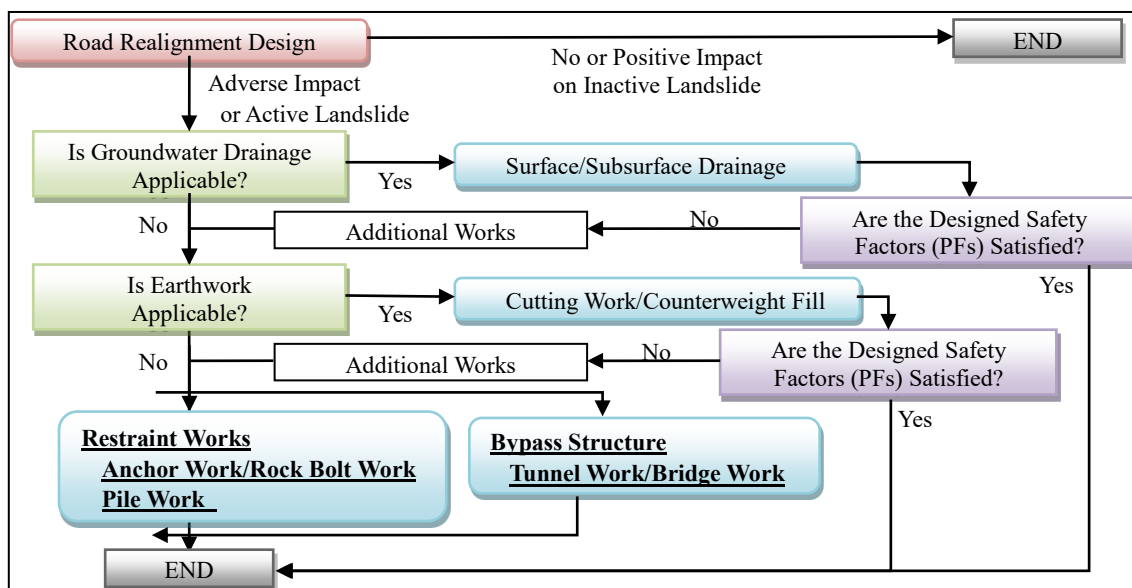 Road Realignment Design
END
No or Positive Impact
on Inactive Landslide
Adverse Impact
or Active Landslide
Is Groundwater Drainage
Applicable?
Yes
Surface/Subsurface Drainage
No
Additional Works
No
Are the Designed Safety
Factors (PFs) Satisfied?
Yes
Is Earthwork
Applicable?
Yes
Cutting Work/Counterweight Fill
No
Additional Works
No
Are the Designed Safety
Factors (PFs) Satisfied?
Yes
Restraint Works
Anchor Work/Rock Bolt Work
Pile Work
Bypass Structure
Tunnel Work/Bridge Work
END